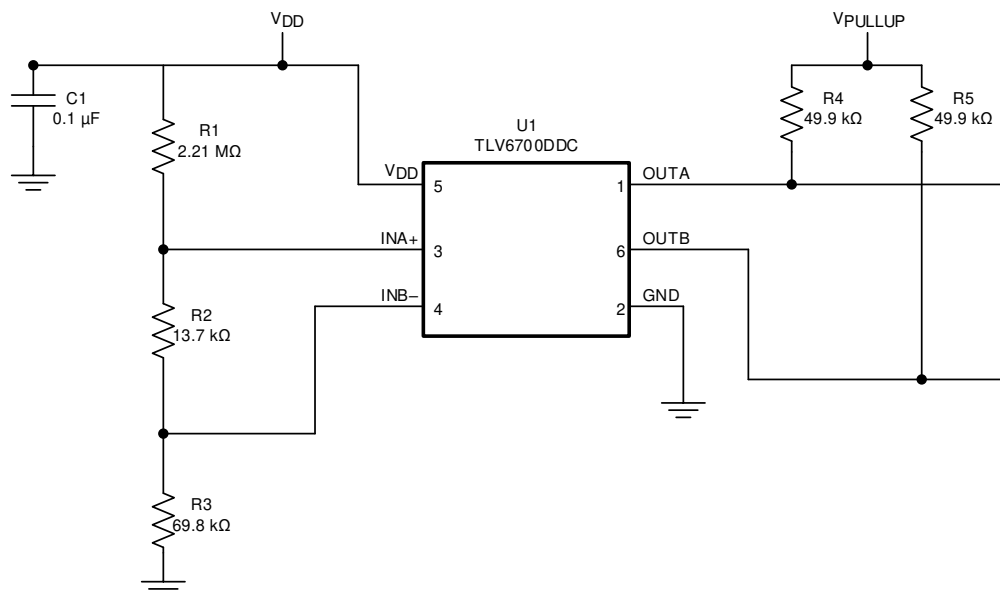 VDD
VPULLUP
C1
0.1 µF
R1
2.21 MΩ
R4
49.9 kΩ
R5
49.9 kΩ
U1
TLV6700DDC
VDD
5
1
OUTA
INA+
3
6
OUTB
INB−
4
2
GND
R2
13.7 kΩ
R3
69.8 kΩ